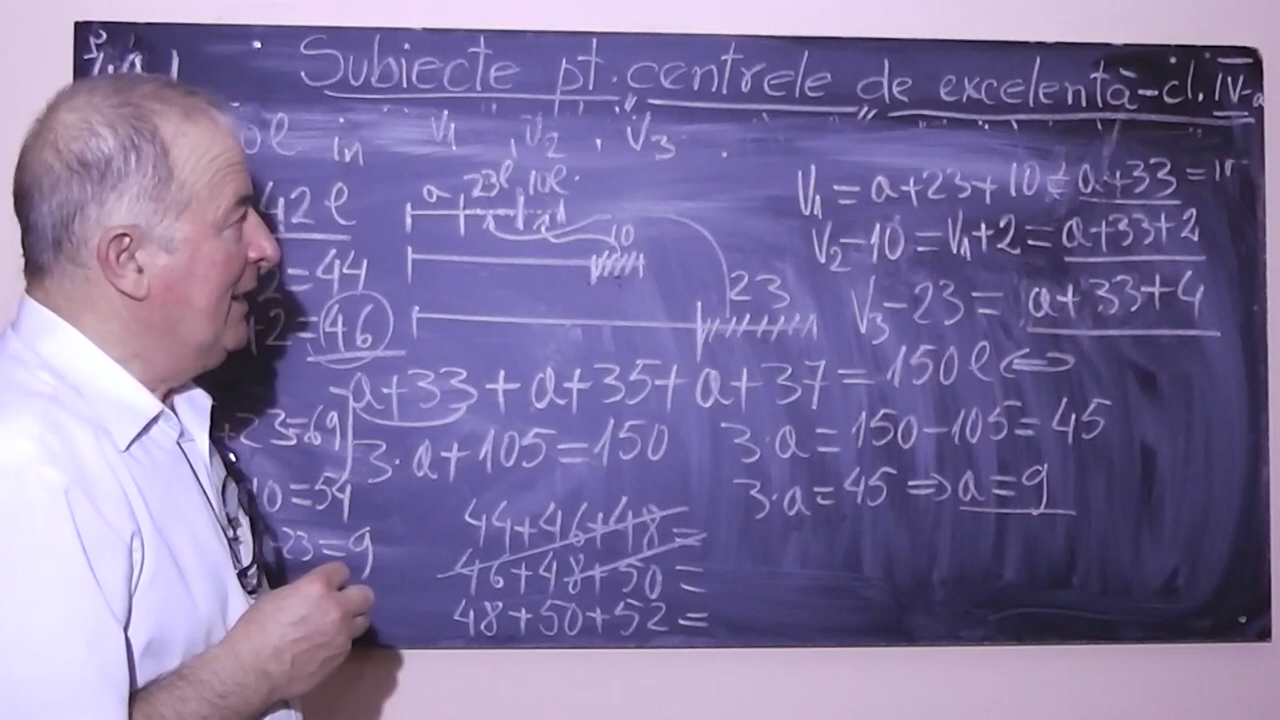 Subiecte pt. centrele de excelență-cl. IV-a
in V₁, V₂, V₃.
42 l
=44
+2=46
+23=69
10=54
-23=9
a 23l 10l.
10
23
V₁=a+23+10=a+33
V₂-10=V₁+2=a+33+2
V₃-23= a+33+4
a+33+a+35+a+37=150l⇔
3·a+105=150
3·a=150-105=45
3·a=45⇒a=9
44+46+48=
46+48+50=
48+50+52=